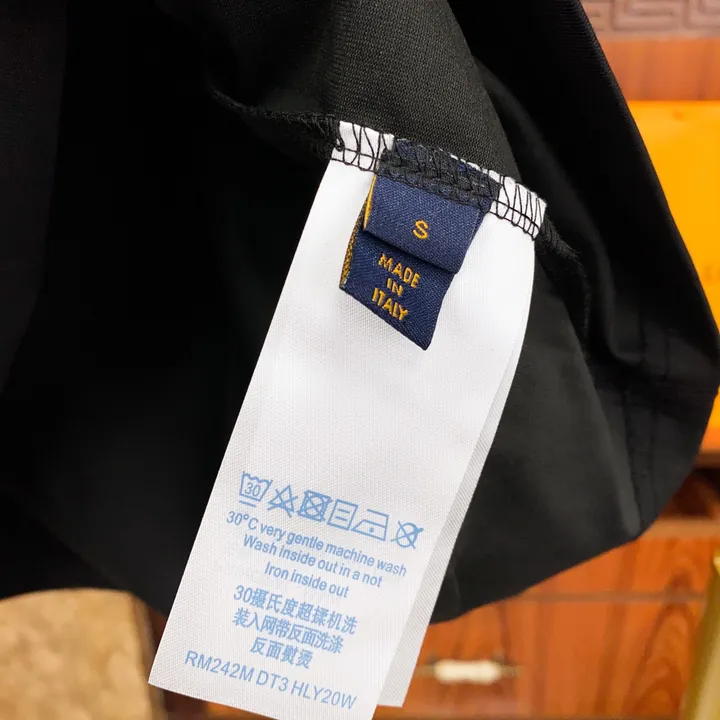 S
MADE
IN
ITALY
30
30°C very gentle machine wash
Wash inside out in a not
Iron inside out
30摄氏度超揉机洗
装入网带反面洗涤
反面熨烫
RM242M DT3 HLY20W